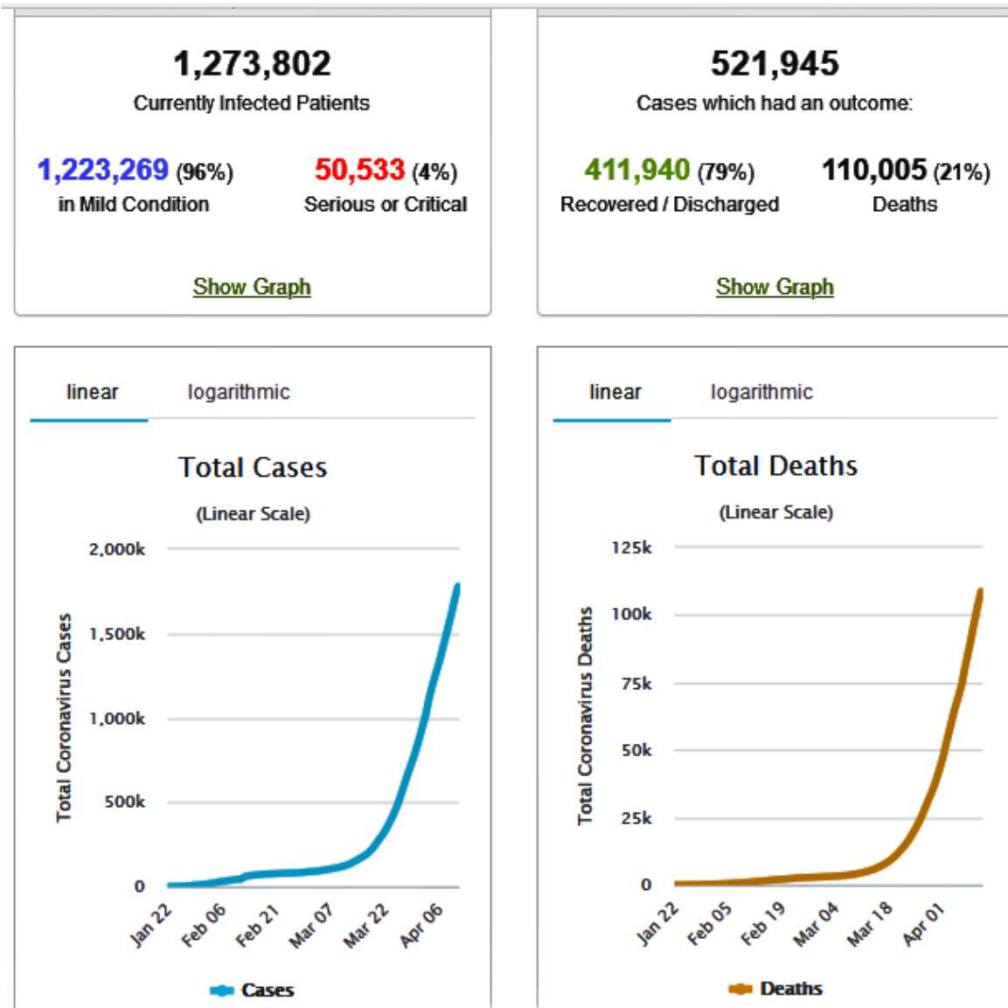 1,273,802
Currently Infected Patients
1,223,269 (96%)
in Mild Condition
50,533 (4%)
Serious or Critical
Show Graph
521,945
Cases which had an outcome:
411,940 (79%)
Recovered / Discharged
110,005 (21%)
Deaths
Show Graph
linear logarithmic
Total Cases
(Linear Scale)
Total Coronavirus Cases
2,000k
1,500k
1,000k
500k
0
Jan 22 Feb 06 Feb 21 Mar 07 Mar 22 Apr 06
Cases
linear logarithmic
Total Deaths
(Linear Scale)
Total Coronavirus Deaths
125k
100k
75k
50k
25k
0
Jan 22 Feb 05 Feb 19 Mar 04 Mar 18 Apr 01
Deaths